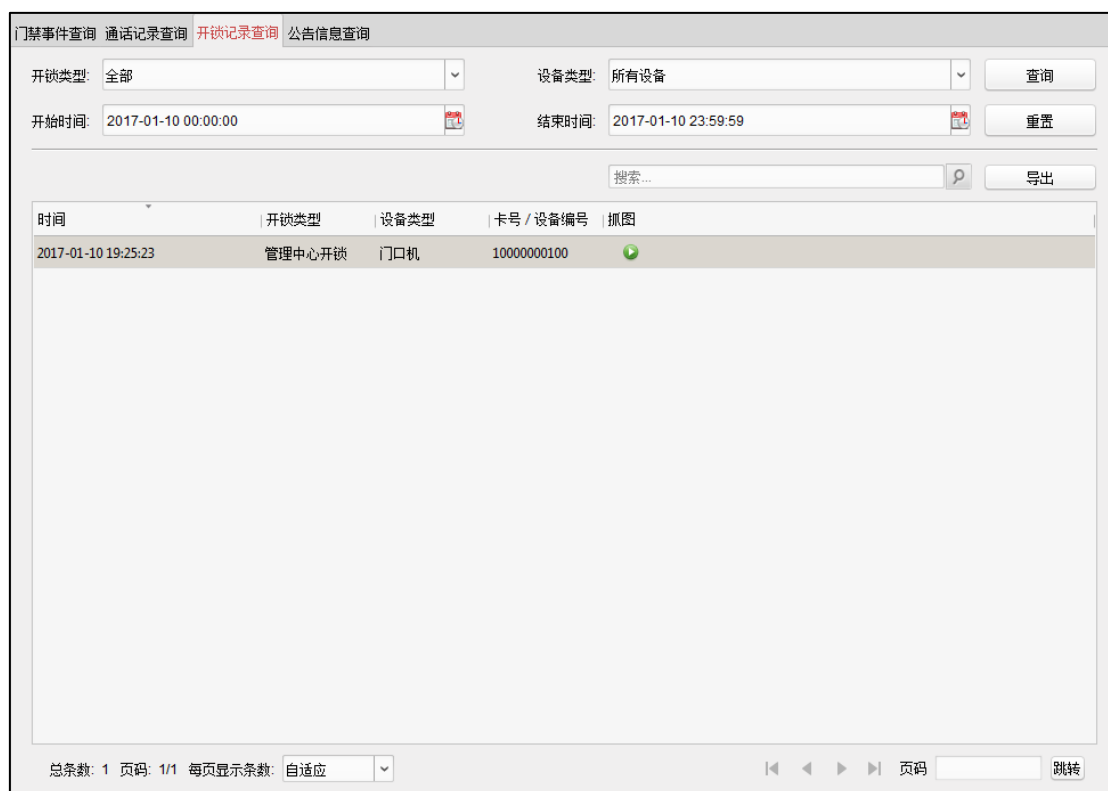 门禁事件查询 通话记录查询 开锁记录查询 公告信息查询
开锁类型: 全部 设备类型: 所有设备 查询
开始时间: 2017-01-10 00:00:00 结束时间: 2017-01-10 23:59:59 重置
搜索... 导出
时间 开锁类型 设备类型 卡号 / 设备编号 抓图
2017-01-10 19:25:23 管理中心开锁 门口机 10000000100
总条数: 1 页码: 1/1 每页显示条数: 自适应 页码 跳转